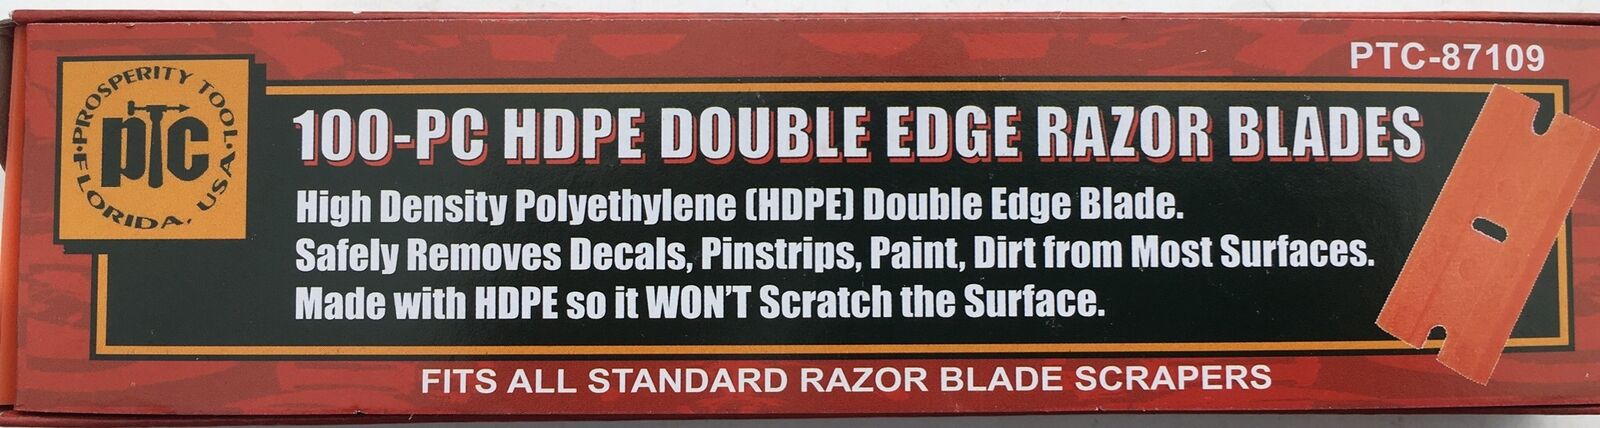 PTC-87109
·PROSPERITY TOOL·
PTC
·FLORIDA, USA·
100-PC HDPE DOUBLE EDGE RAZOR BLADES
High Density Polyethylene (HDPE) Double Edge Blade.
Safely Removes Decals, Pinstrips, Paint, Dirt from Most Surfaces.
Made with HDPE so it WON'T Scratch the Surface.
FITS ALL STANDARD RAZOR BLADE SCRAPERS